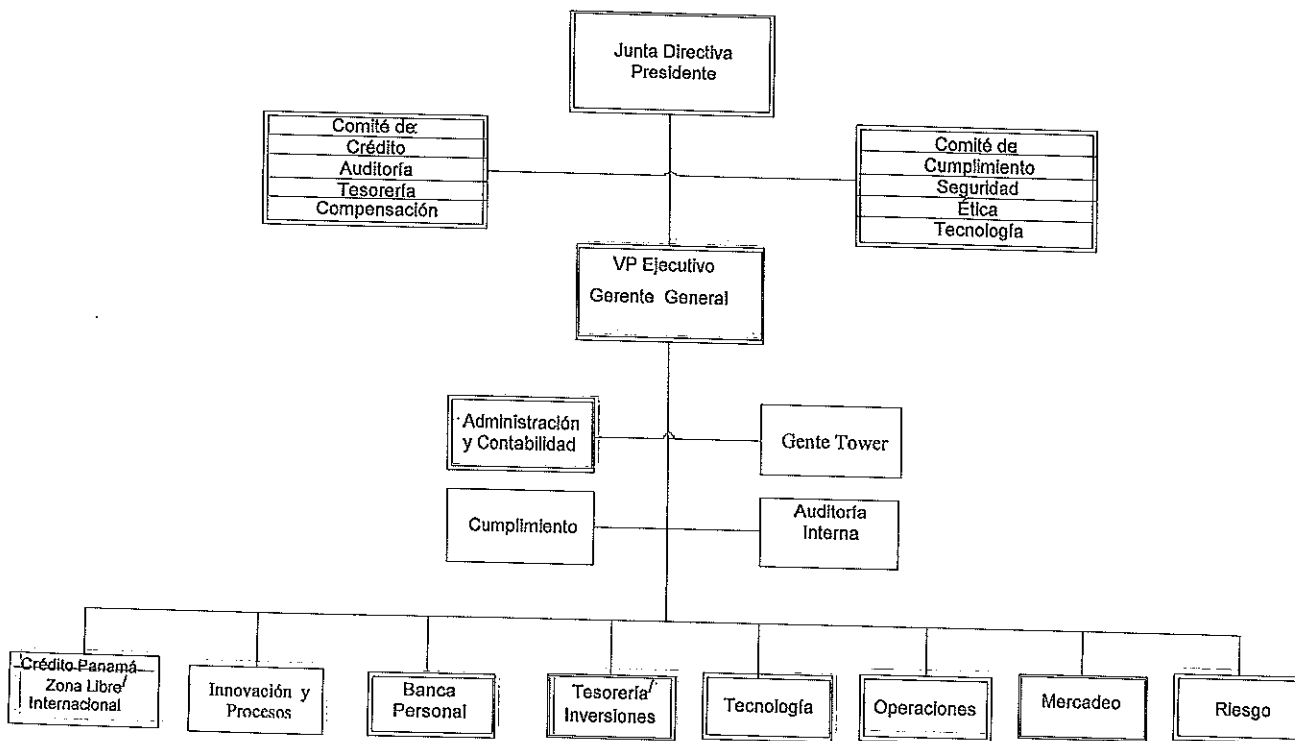 Junta Directiva
Presidente
Comité de:
Crédito
Auditoría
Tesorería
Compensación
Comité de
Cumplimiento
Seguridad
Ética
Tecnología
VP Ejecutivo
Gerente General
Administración
y Contabilidad
Gente Tower
Cumplimiento
Auditoría
Interna
Crédito Panamá
Zona Libre/
Internacional
Innovación y
Procesos
Banca
Personal
Tesorería/
Inversiones
Tecnología
Operaciones
Mercadeo
Riesgo